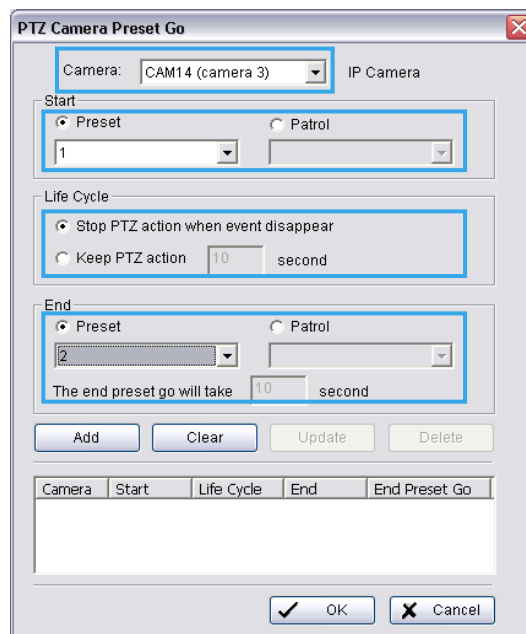 PTZ Camera Preset Go
Camera: CAM14 (camera 3) IP Camera
Start
Preset Patrol
1
Life Cycle
Stop PTZ action when event disappear
Keep PTZ action 10 second
End
Preset Patrol
2
The end preset go will take 10 second
Add Clear Update Delete
Camera Start Life Cycle End End Preset Go
OK Cancel